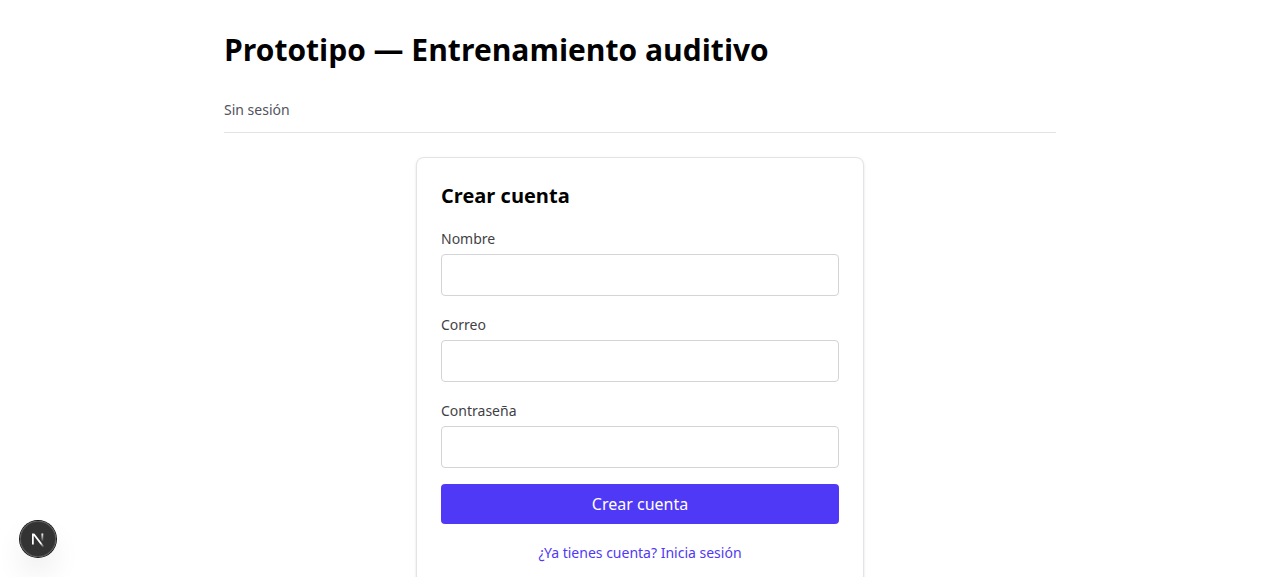 Prototipo — Entrenamiento auditivo
Sin sesión
Crear cuenta
Nombre
Correo
Contraseña
Crear cuenta
¿Ya tienes cuenta? Inicia sesión
N